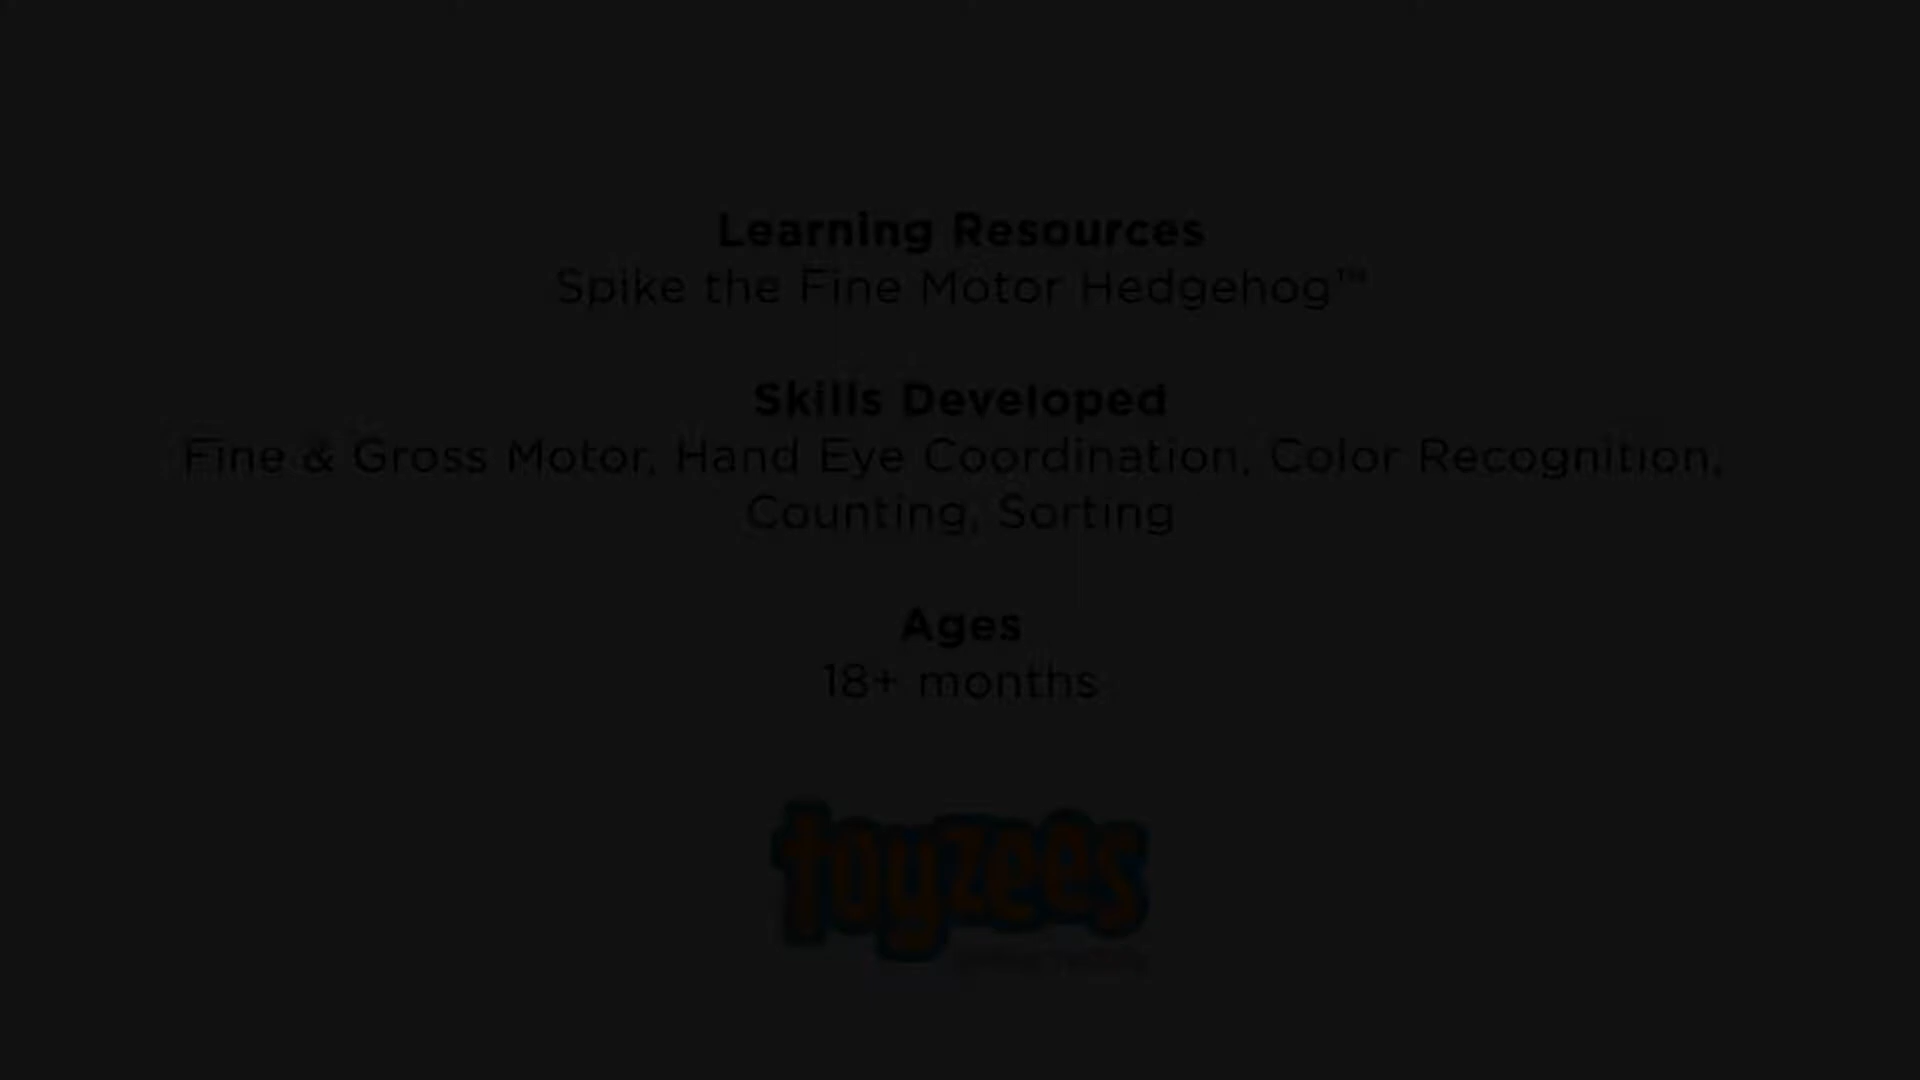 Learning Resources
Spike the Fine Motor Hedgehog™
Skills Developed
Fine & Gross Motor, Hand Eye Coordination, Color Recognition,
Counting, Sorting
Ages
18+ months
toyzees